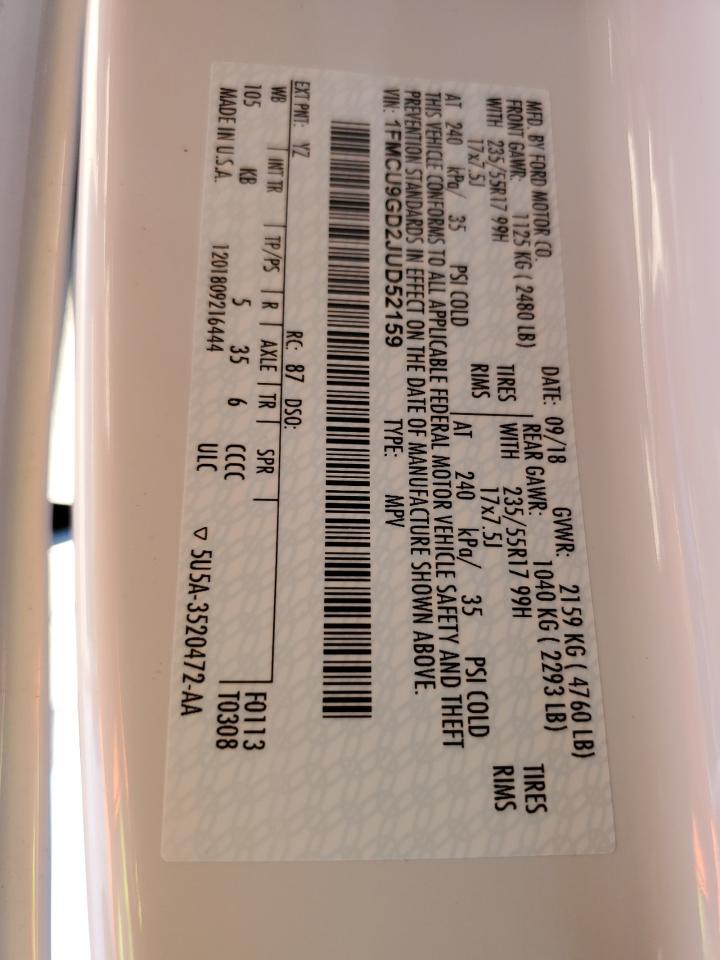 MFD. BY FORD MOTOR CO. DATE: 09/18 GVWR: 2159 KG ( 4760 LB)
FRONT GAWR: 1125 KG ( 2480 LB) REAR GAWR: 1040 KG ( 2293 LB)
WITH 235/55R17 99H TIRES WITH 235/55R17 99H TIRES
17x7.5J RIMS 17x7.5J RIMS
AT 240 kPa/ 35 PSI COLD AT 240 kPa/ 35 PSI COLD
THIS VEHICLE CONFORMS TO ALL APPLICABLE FEDERAL MOTOR VEHICLE SAFETY AND THEFT
PREVENTION STANDARDS IN EFFECT ON THE DATE OF MANUFACTURE SHOWN ABOVE.
VIN: 1FMCU9GD2JUD52159 TYPE: MPV
EXT PNT: YZ RC: 87 DSO:
WB | INT TR | TP/PS | R | AXLE | TR | SPR | F0113
105 KB 5 35 6 CCCC T0308
MADE IN U.S.A. 1201809216444 ULC ▽ 5U5A-3520472-AA